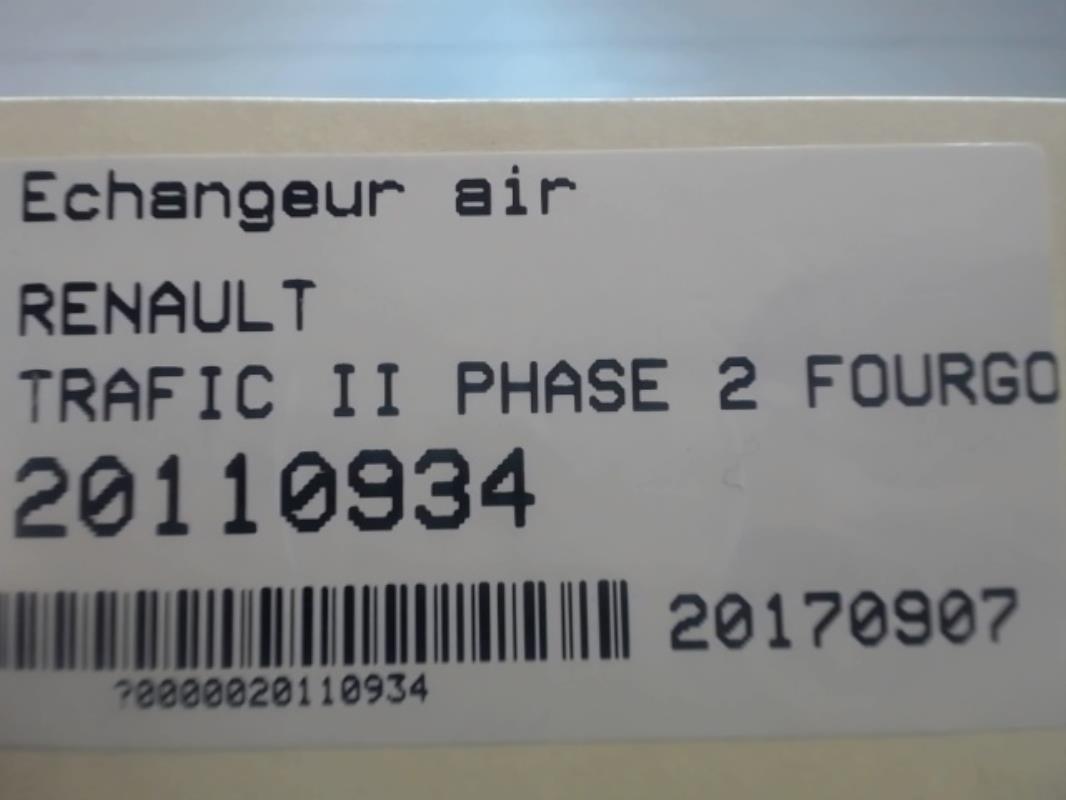 Echangeur air
RENAULT
TRAFIC II PHASE 2 FOURGO
20110934
20170907
?0000020110934